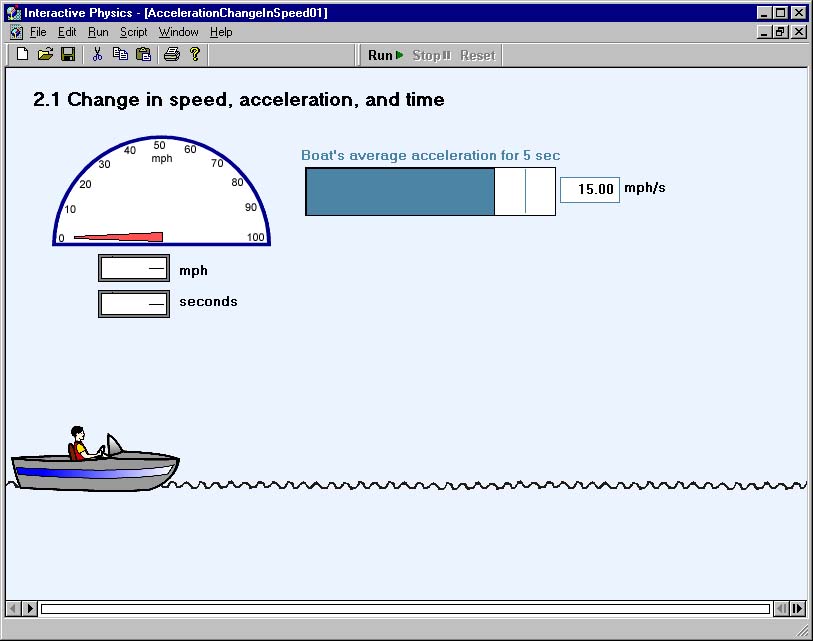 Interactive Physics - [AccelerationChangeInSpeed01]
File Edit Run Script Window Help
Run Stop Reset
2.1 Change in speed, acceleration, and time
0 10 20 30 40 50 60 70 80 90 100
mph
Boat's average acceleration for 5 sec
15.00 mph/s
mph
seconds